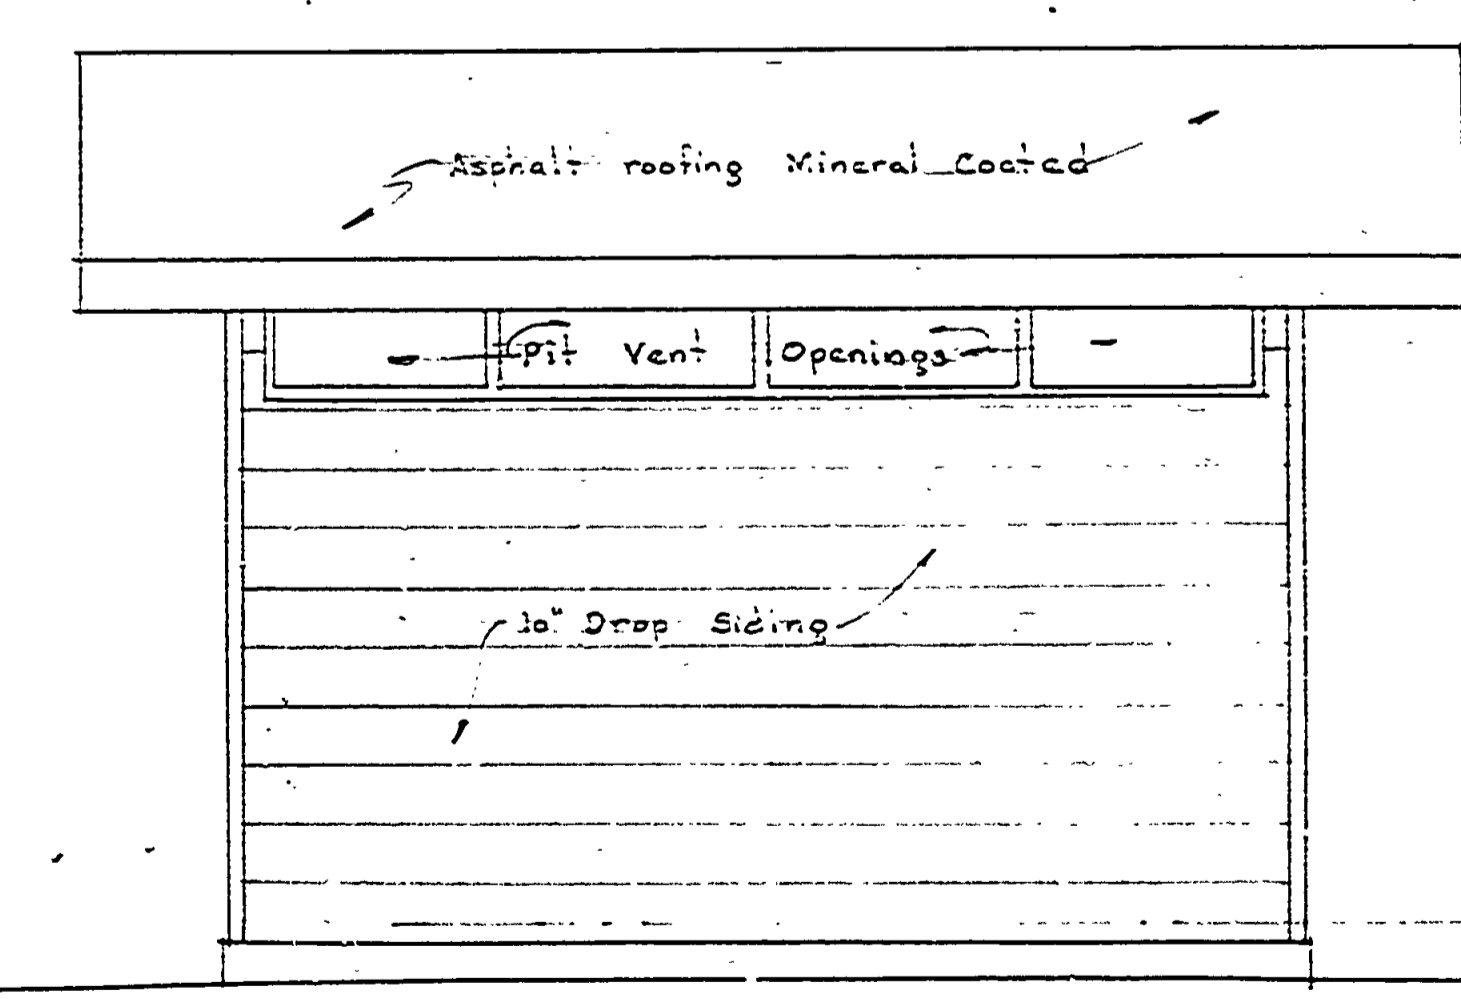 Asphalt roofing Mineral Coated
Pit Vent Openings
10" Drop Siding